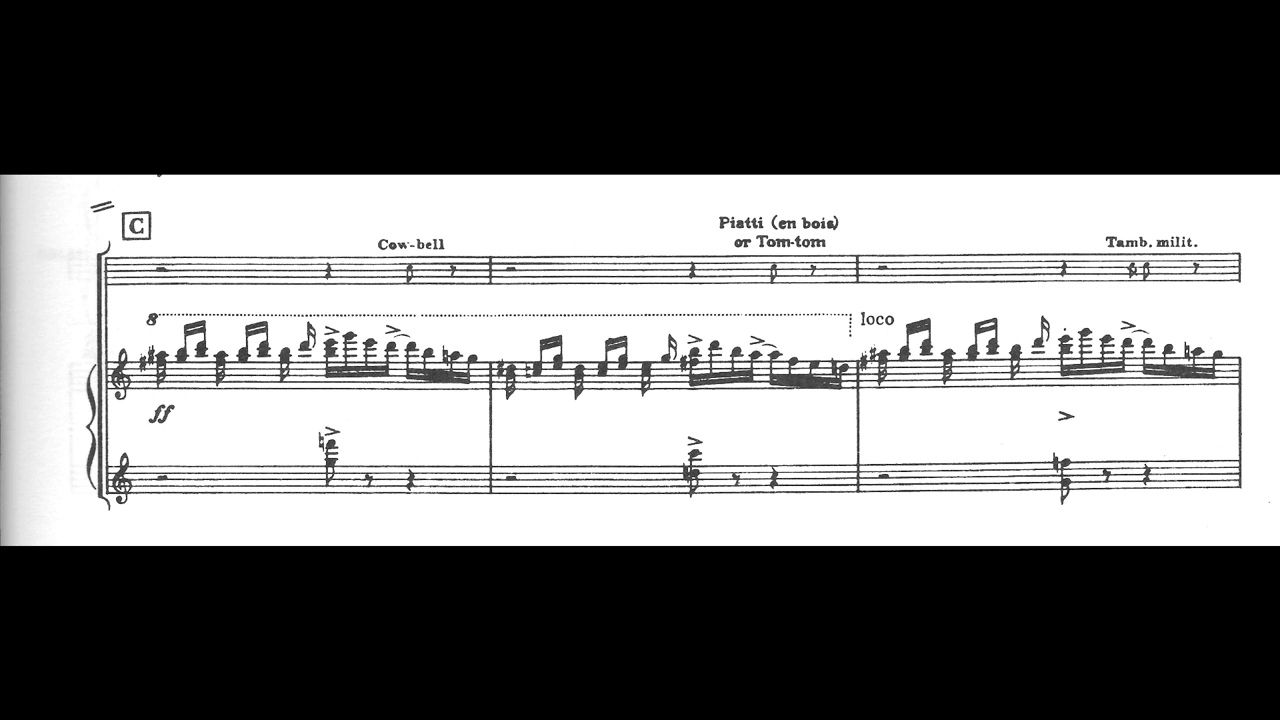 C
Piatti (en bois)
Cow-bell
or Tom-tom
Tamb. milit.
8
loco
ff